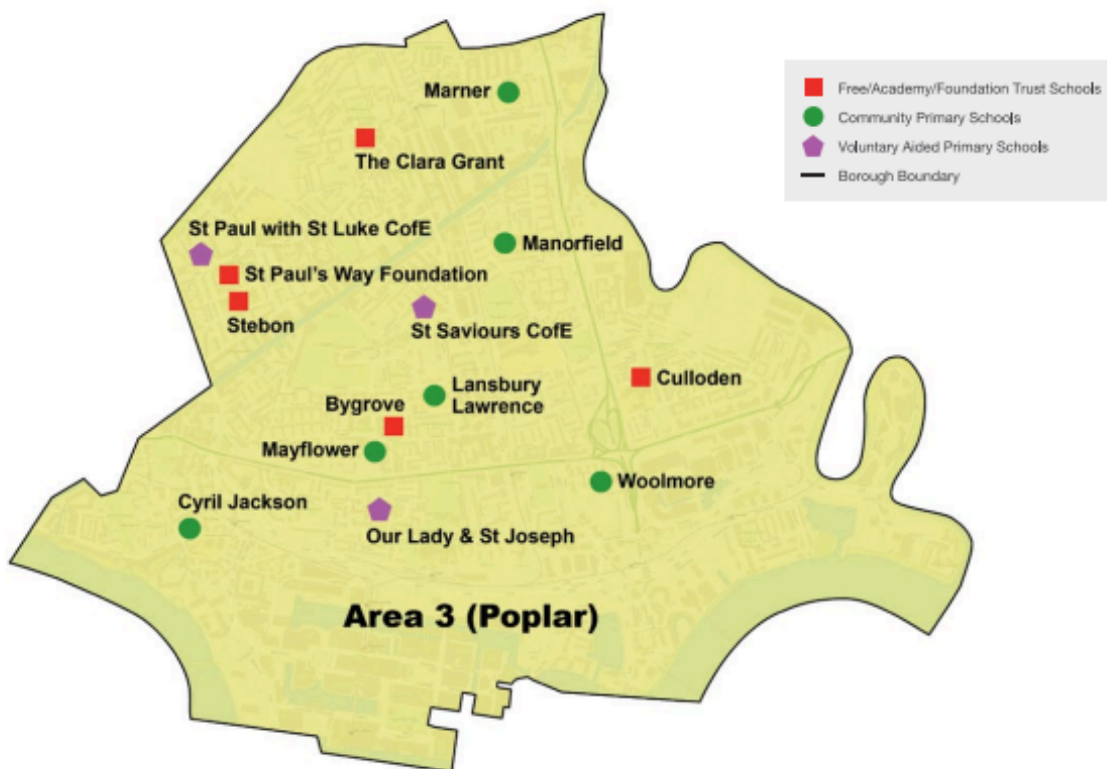 Marner
The Clara Grant
St Paul with St Luke CofE
Manorfield
St Paul's Way Foundation
Stebon
St Saviours CofE
Culloden
Lansbury
Lawrence
Bygrove
Mayflower
Woolmore
Cyril Jackson
Our Lady & St Joseph
Area 3 (Poplar)
Free/Academy/Foundation Trust Schools
Community Primary Schools
Voluntary Aided Primary Schools
Borough Boundary